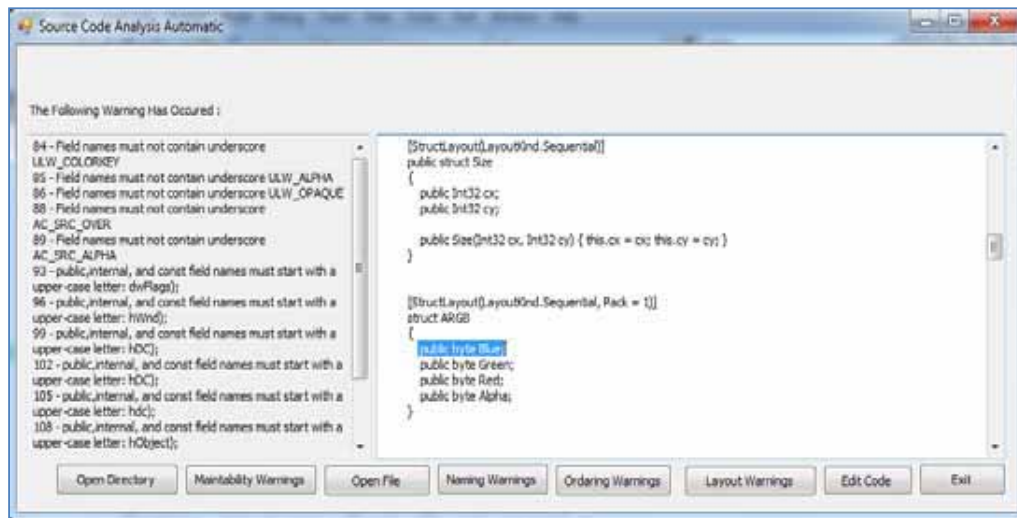 Source Code Analysis Automatic
The Following Warning Has Occured :
84 - Field names must not contain underscore
ULW_COLORKEY
85 - Field names must not contain underscore ULW_ALPHA
86 - Field names must not contain underscore ULW_OPAQUE
88 - Field names must not contain underscore
AC_SRC_OVER
89 - Field names must not contain underscore
AC_SRC_ALPHA
93 - public,internal, and const field names must start with a
upper-case letter: dwFlags);
96 - public,internal, and const field names must start with a
upper-case letter: hWnd);
99 - public,internal, and const field names must start with a
upper-case letter: hDC);
102 - public,internal, and const field names must start with a
upper-case letter: hDC);
105 - public,internal, and const field names must start with a
upper-case letter: hdc);
108 - public,internal, and const field names must start with a
upper-case letter: hObject);
[StructLayout(LayoutKind.Sequential)]
public struct Size
{
public Int32 cx;
public Int32 cy;
public Size(Int32 cx, Int32 cy) { this.cx = cx; this.cy = cy; }
}
[StructLayout(LayoutKind.Sequential, Pack = 1)]
struct ARGB
{
public byte Blue;
public byte Green;
public byte Red;
public byte Alpha;
}
Open Directory
Maintability Warnings
Open File
Naming Warnings
Ordaring Warnings
Layout Warnings
Edit Code
Exit